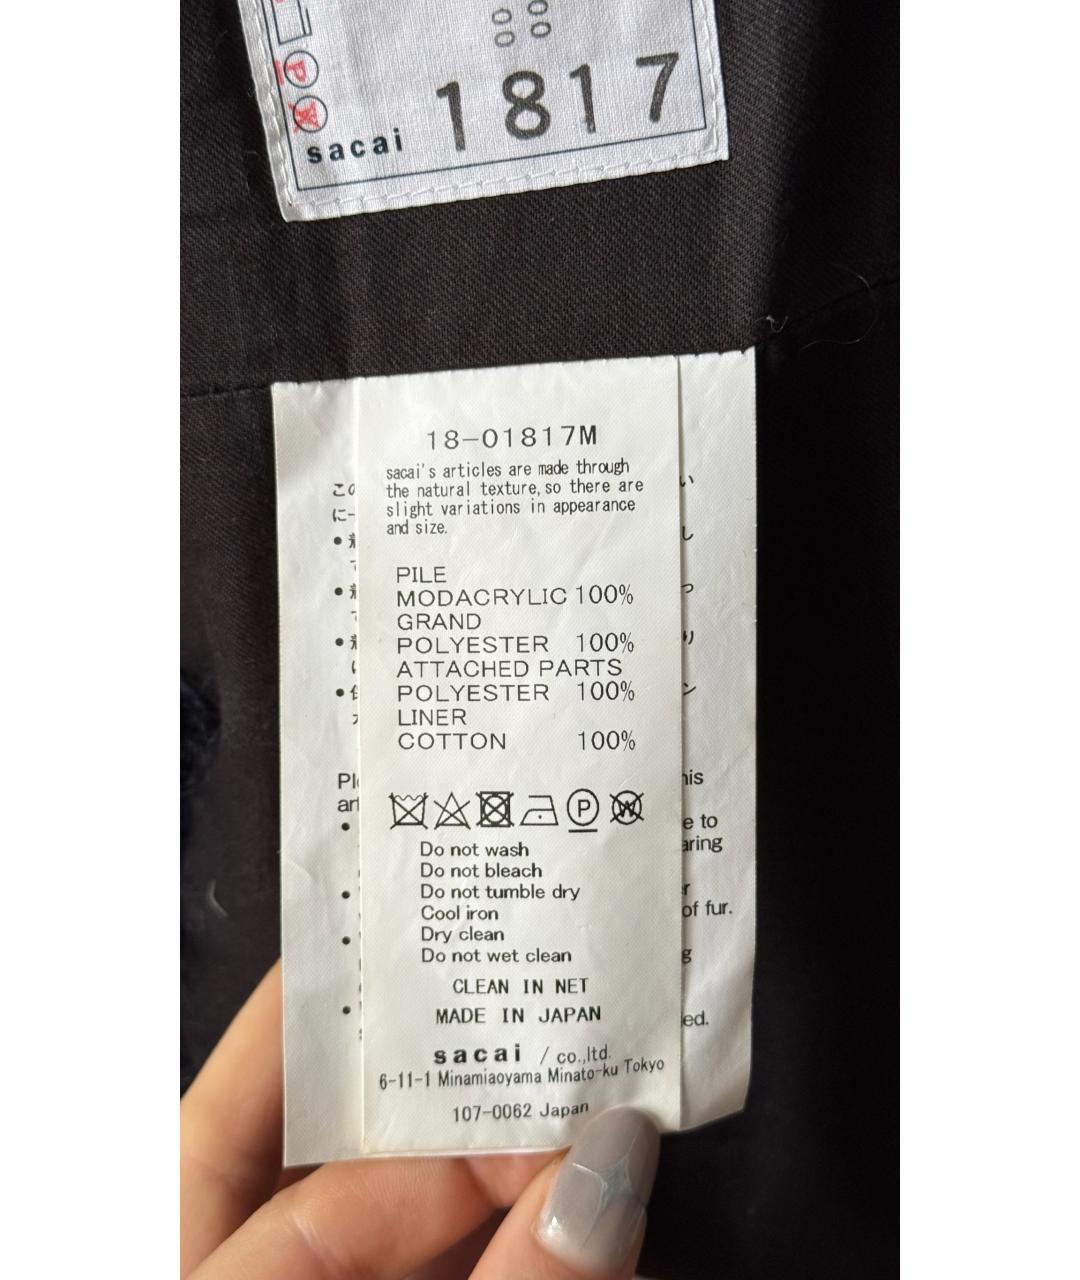 1817
sacai
18-01817M
sacai's articles are made through
the natural texture, so there are
slight variations in appearance
and size.
PILE
MODACRYLIC 100%
GRAND
POLYESTER 100%
ATTACHED PARTS
POLYESTER 100%
LINER
COTTON 100%
P
W
Do not wash
Do not bleach
Do not tumble dry
Cool iron
Dry clean
Do not wet clean
CLEAN IN NET
MADE IN JAPAN
sacai / co.,ltd.
6-11-1 Minamiaoyama Minato-ku Tokyo
107-0062 Japan
e to
of fur.